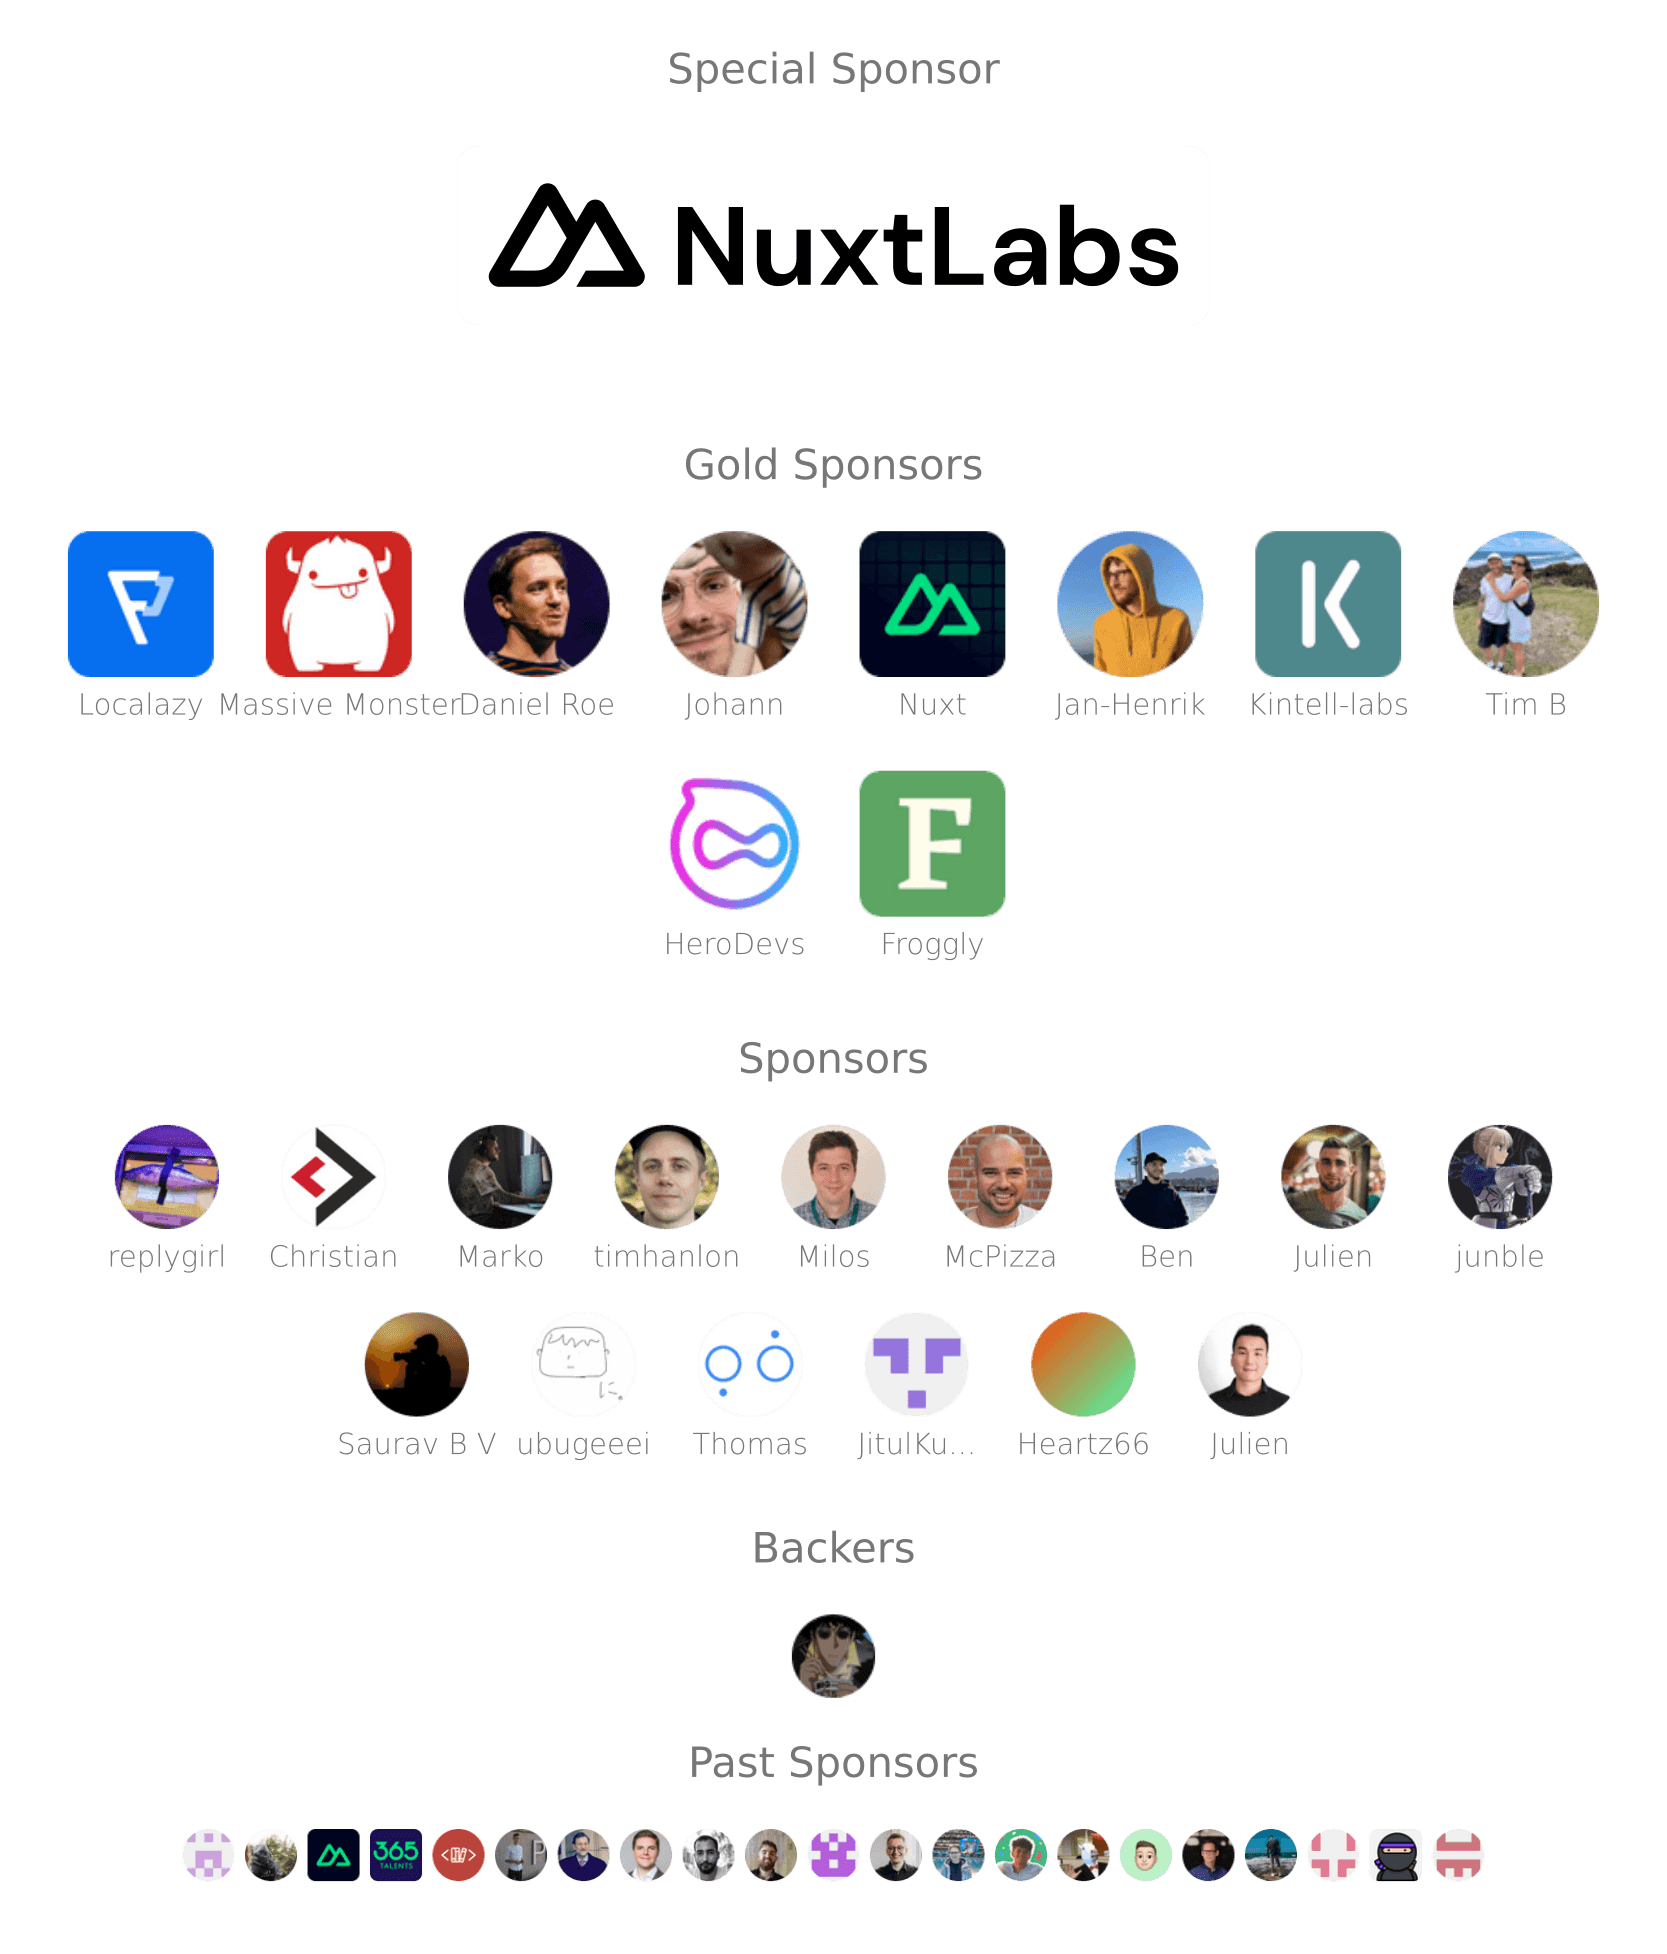 Special Sponsor
NuxtLabs
Gold Sponsors
Localazy Massive Monster Daniel Roe Johann Nuxt Jan-Henrik Kintell-labs Tim B
F
HeroDevs Froggly
Sponsors
replygirl Christian Marko timhanlon Milos McPizza Ben Julien junble
Saurav B V ubugeeei Thomas JitulKu... Heartz66 Julien
Backers
Past Sponsors
365
TALENTS